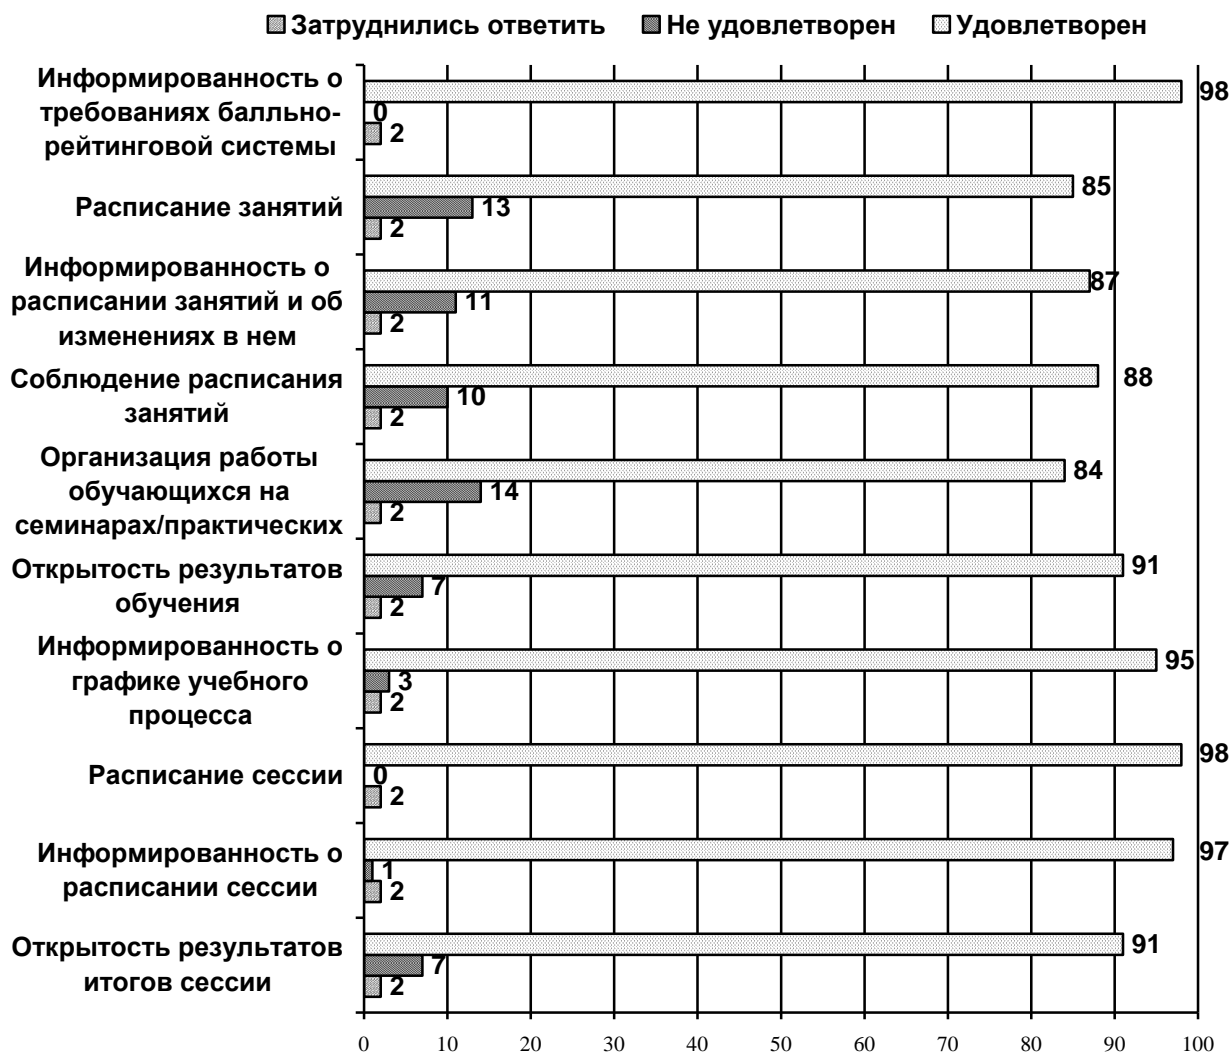 Затруднились ответить Не удовлетворен Удовлетворен
Информированность о
требованиях балльно-
рейтинговой системы
98
0
2
Расписание занятий
85
13
2
Информированность о
расписании занятий и об
изменениях в нем
87
11
2
Соблюдение расписания
занятий
88
10
2
Организация работы
обучающихся на
семинарах/практических
84
14
2
Открытость результатов
обучения
91
7
2
Информированность о
графике учебного
процесса
95
3
2
Расписание сессии
98
0
2
Информированность о
расписании сессии
97
1
2
Открытость результатов
итогов сессии
91
7
2
0 10 20 30 40 50 60 70 80 90 100